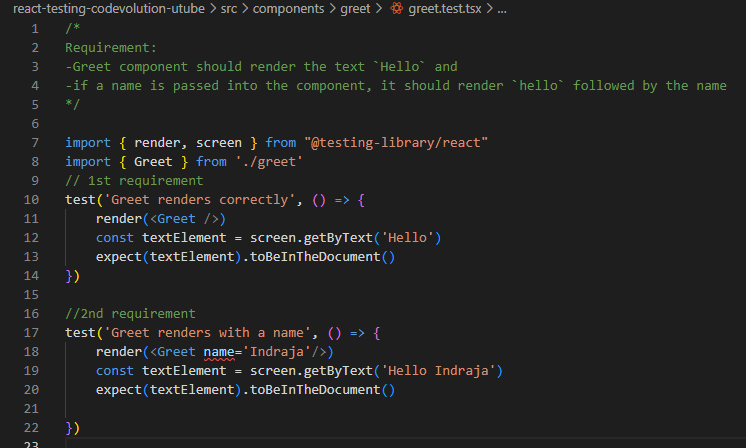 react-testing-codevolution-utube > src > components > greet > greet.test.tsx > ...
1 /*
2 Requirement:
3 -Greet component should render the text `Hello` and
4 -if a name is passed into the component, it should render `hello` followed by the name
5 */
6
7 import { render, screen } from "@testing-library/react"
8 import { Greet } from './greet'
9 // 1st requirement
10 test('Greet renders correctly', () => {
11 render(<Greet />)
12 const textElement = screen.getByText('Hello')
13 expect(textElement).toBeInTheDocument()
14 })
15
16 //2nd requirement
17 test('Greet renders with a name', () => {
18 render(<Greet name='Indraja'/>)
19 const textElement = screen.getByText('Hello Indraja')
20 expect(textElement).toBeInTheDocument()
21
22 })
23